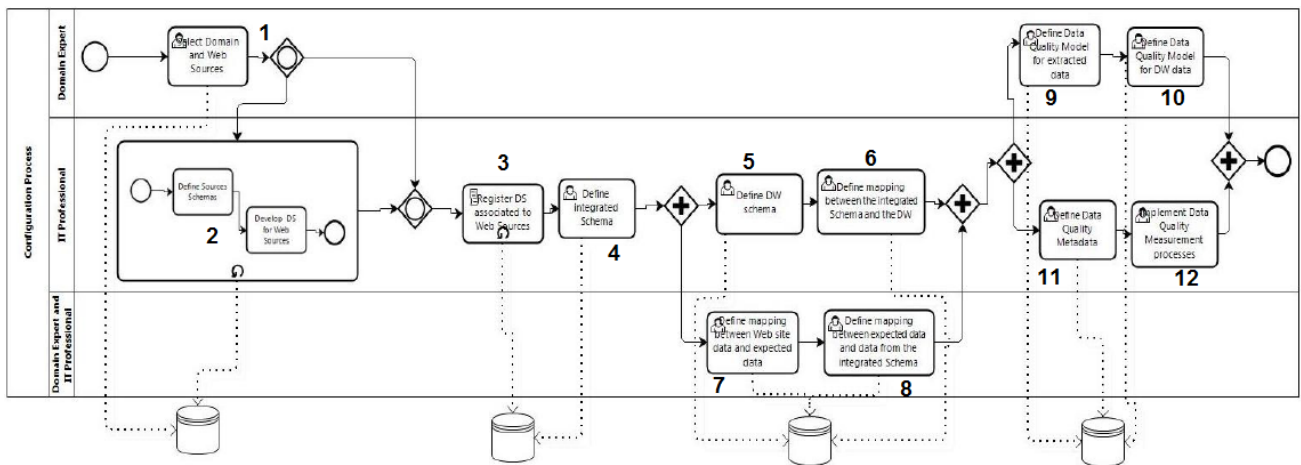 Configuration Process
Domain Expert
IT Professional
Domain Expert and
IT Professional
Select Domain
and Web
Sources
1
Define Sources
Schemas
Develop DS
for Web
Sources
2
3
Register DS
associated to
Web Sources
Define
Integrated
Schema
4
5
Define DW
schema
6
Define mapping
between the integrated
Schema and the DW
Define mapping
between Web site
data and expected
data
7
Define mapping
between expected data
and data from the
integrated Schema
8
Define Data
Quality Model
for extracted
data
9
Define Data
Quality Model
for DW data
10
Define Data
Quality
Metadata
11
Implement Data
Quality
Measurement
processes
12